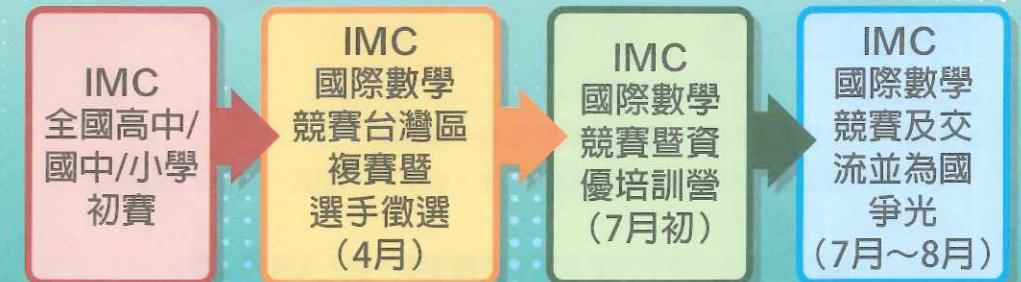 IMC
全國高中/
國中/小學
初賽
IMC
國際數學
競賽台灣區
複賽暨
選手徵選
（4月）
IMC
國際數學
競賽暨資
優培訓營
（7月初）
IMC
國際數學
競賽及交
流並為國
爭光
（7月～8月）